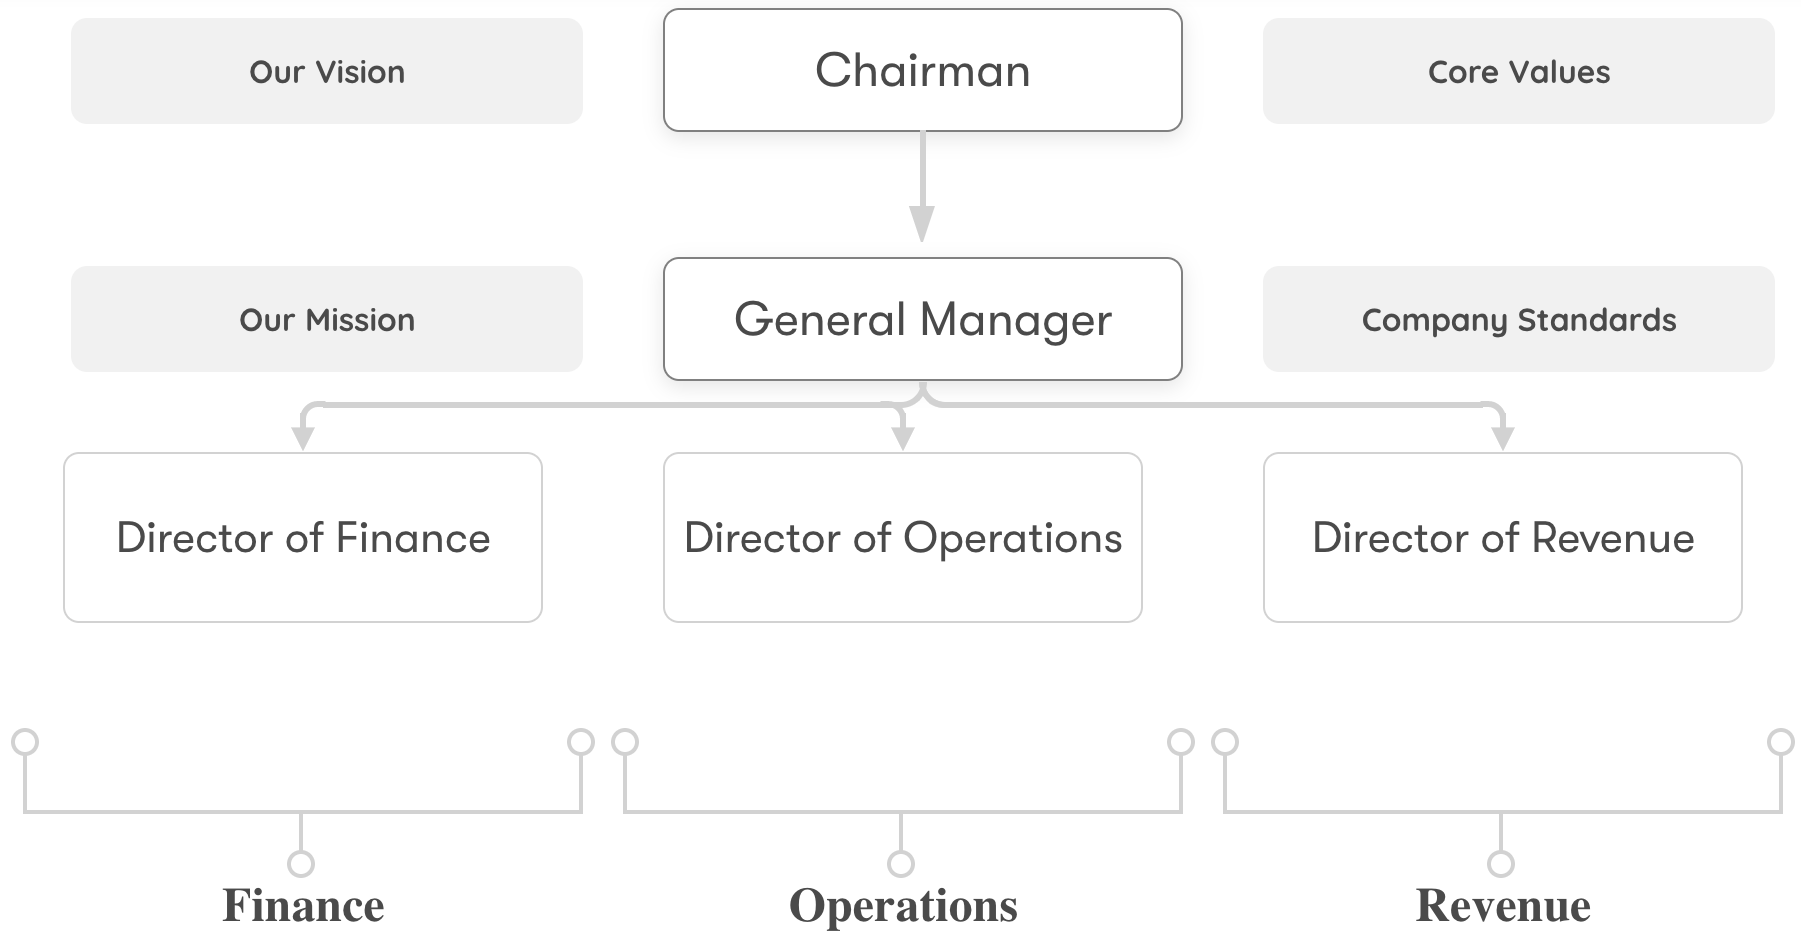 Our Vision
Chairman
Core Values
Our Mission
General Manager
Company Standards
Director of Finance
Director of Operations
Director of Revenue
Finance
Operations
Revenue